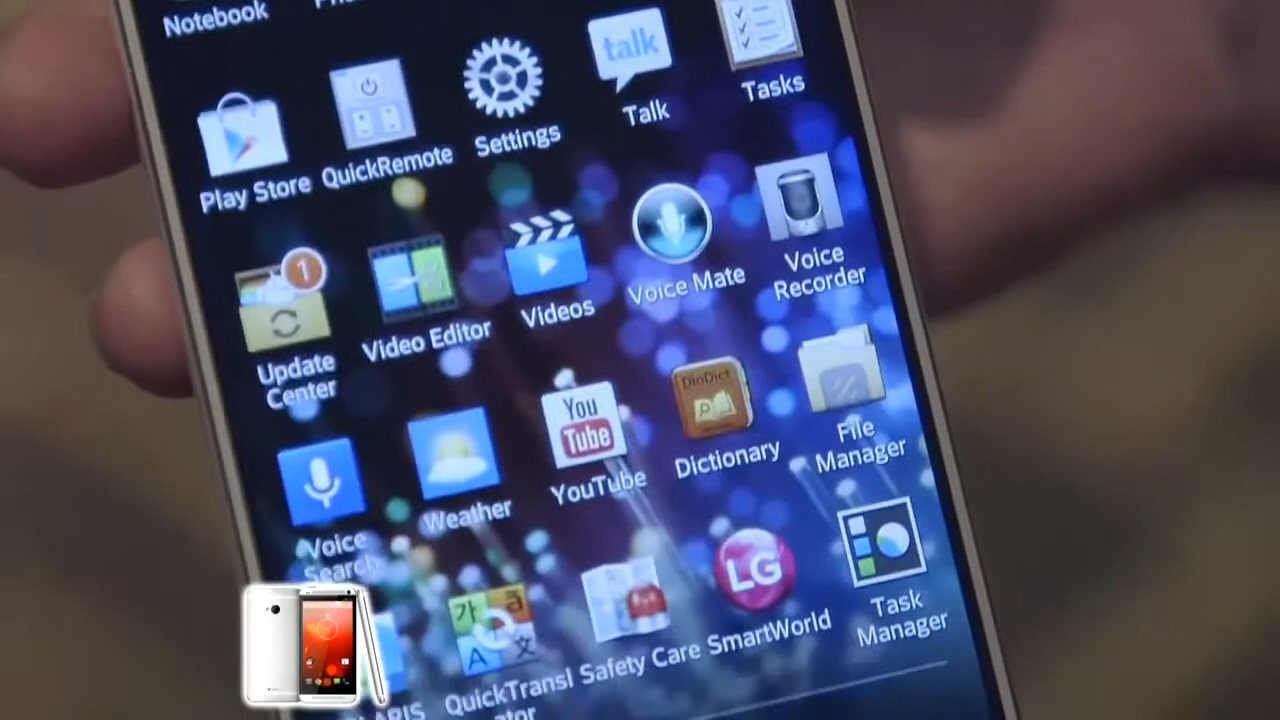 Notebook
talk
Play Store
QuickRemote
Settings
Talk
Tasks
1
Update
Center
Video Editor
Videos
Voice Mate
Voice
Recorder
You
Tube
DioDict
Voice
Search
Weather
YouTube
Dictionary
File
Manager
가
A
文
LG
QuickTransl
ator
Safety Care
SmartWorld
Task
Manager